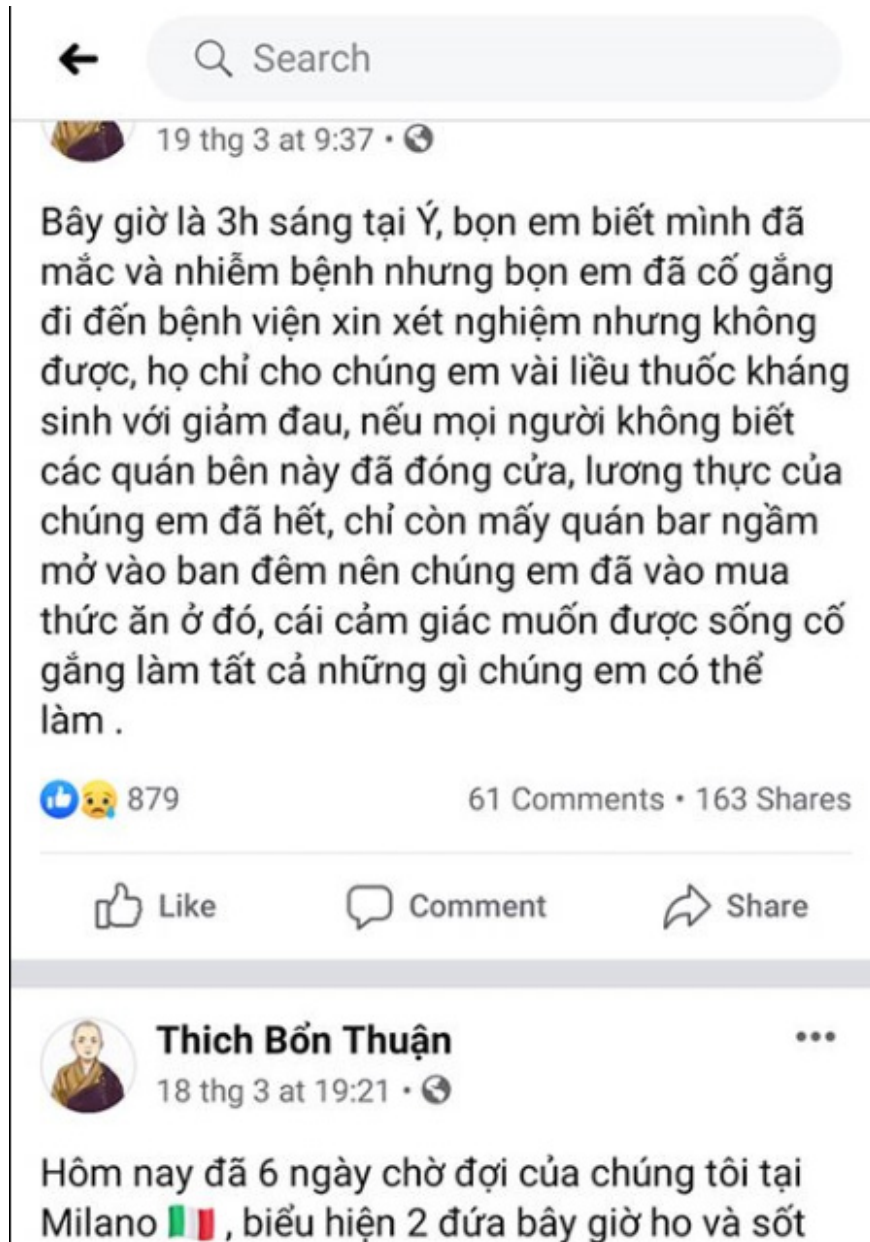 Search
19 thg 3 at 9:37 •
Bây giờ là 3h sáng tại Ý, bọn em biết mình đã
mắc và nhiễm bệnh nhưng bọn em đã cố gắng
đi đến bệnh viện xin xét nghiệm nhưng không
được, họ chỉ cho chúng em vài liều thuốc kháng
sinh với giảm đau, nếu mọi người không biết
các quán bên này đã đóng cửa, lương thực của
chúng em đã hết, chỉ còn mấy quán bar ngầm
mở vào ban đêm nên chúng em đã vào mua
thức ăn ở đó, cái cảm giác muốn được sống cố
gắng làm tất cả những gì chúng em có thể
làm .
879 61 Comments • 163 Shares
Like Comment Share
Thich Bổn Thuận
18 thg 3 at 19:21 •
Hôm nay đã 6 ngày chờ đợi của chúng tôi tại
Milano 🇮🇹 , biểu hiện 2 đứa bây giờ ho và sốt